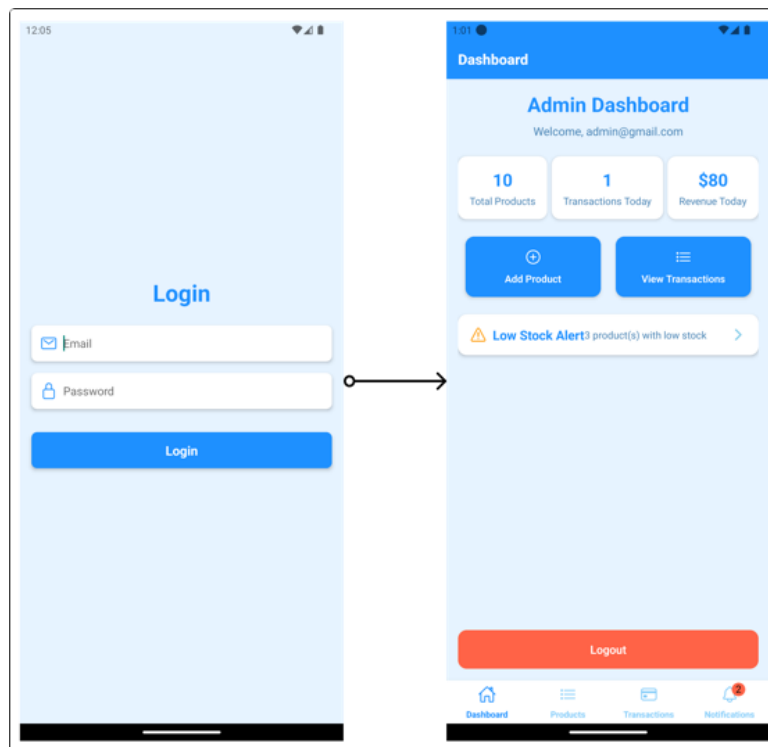 12:05
Login
Email
Password
Login
1:01
Dashboard
Admin Dashboard
Welcome, admin@gmail.com
10
Total Products
1
Transactions Today
$80
Revenue Today
Add Product
View Transactions
Low Stock Alert3 product(s) with low stock
Logout
2
Dashboard
Products
Transactions
Notifications